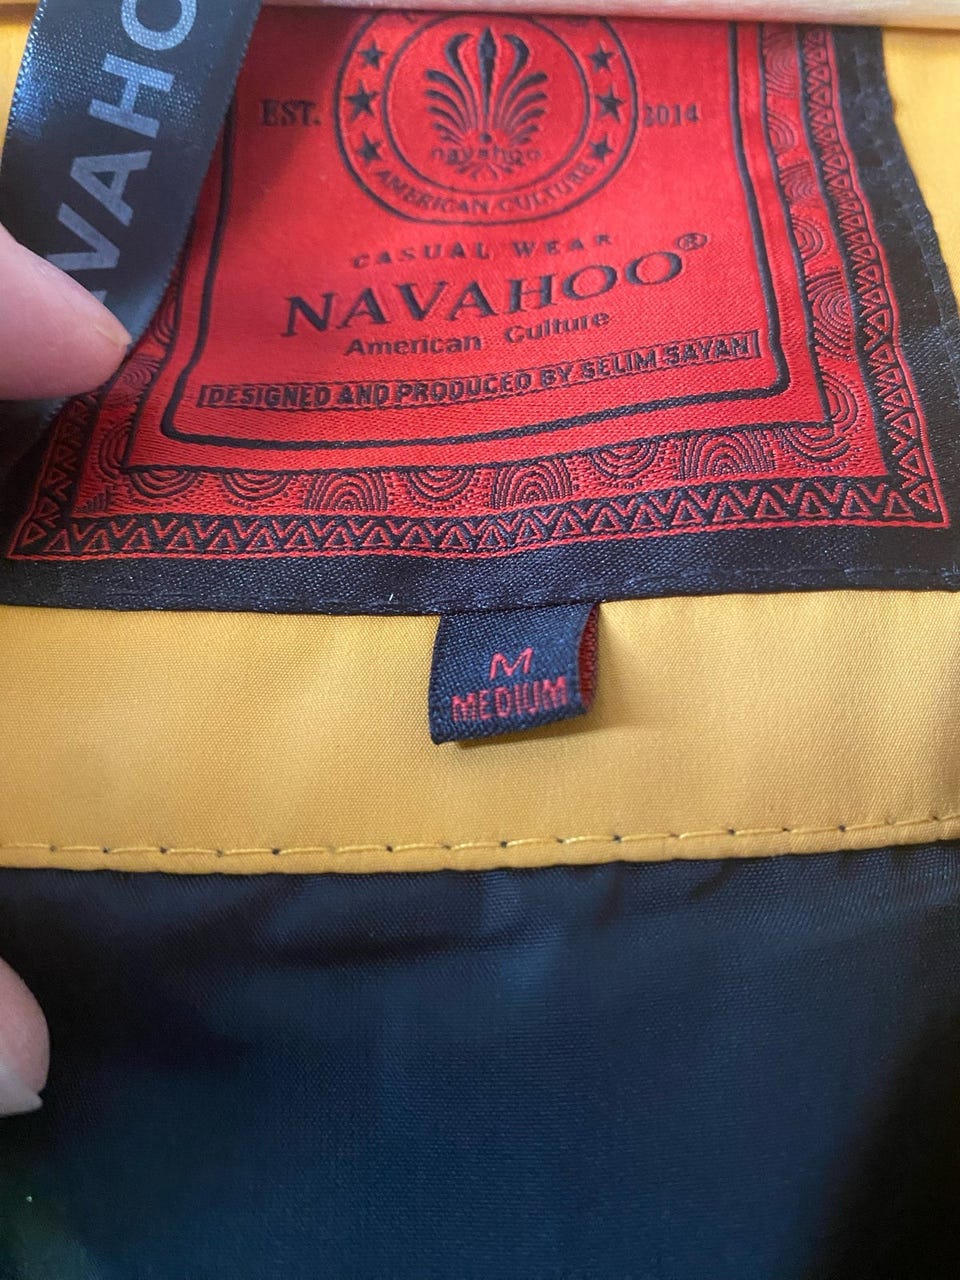 NAVAHO
EST. 2014
navahoo
AMERICAN CULTURE
CASUAL WEAR
NAVAHOO®
American Culture
DESIGNED AND PRODUCED BY SELIM SAYAN
M
MEDIUM